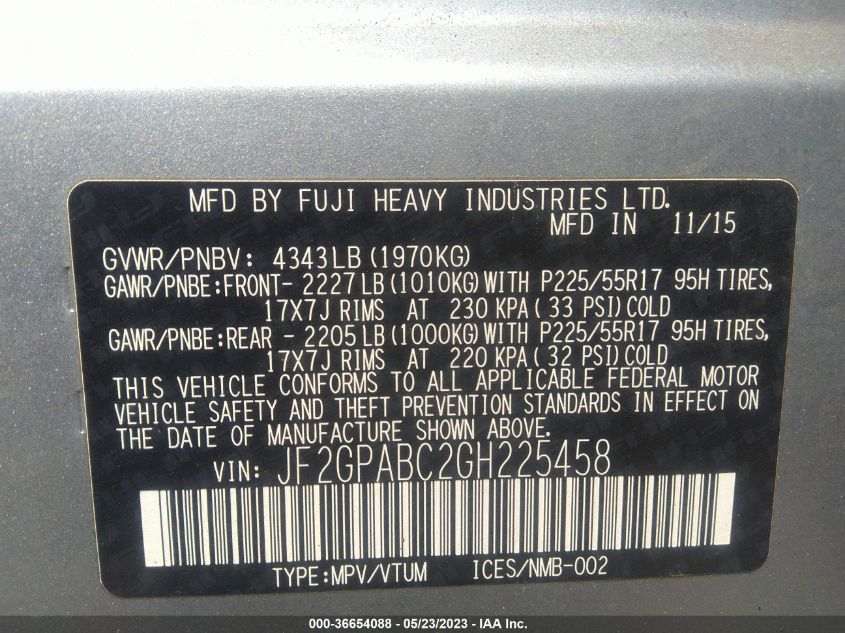 MFD BY FUJI HEAVY INDUSTRIES LTD.
MFD IN 11/15
GVWR/PNBV: 4343LB (1970KG)
GAWR/PNBE:FRONT- 2227LB(1010KG)WITH P225/55R17 95H TIRES,
17X7J RIMS AT 230 KPA( 33 PSI)COLD
GAWR/PNBE:REAR - 2205LB(1000KG)WITH P225/55R17 95H TIRES,
17X7J RIMS AT 220 KPA( 32 PSI)COLD
THIS VEHICLE CONFORMS TO ALL APPLICABLE FEDERAL MOTOR
VEHICLE SAFETY AND THEFT PREVENTION STANDARDS IN EFFECT ON
THE DATE OF MANUFACTURE SHOWN ABOVE.
VIN: JF2GPABC2GH225458
TYPE:MPV/VTUM ICES/NMB-002
000-36654088 - 05/23/2023 - IAA Inc.